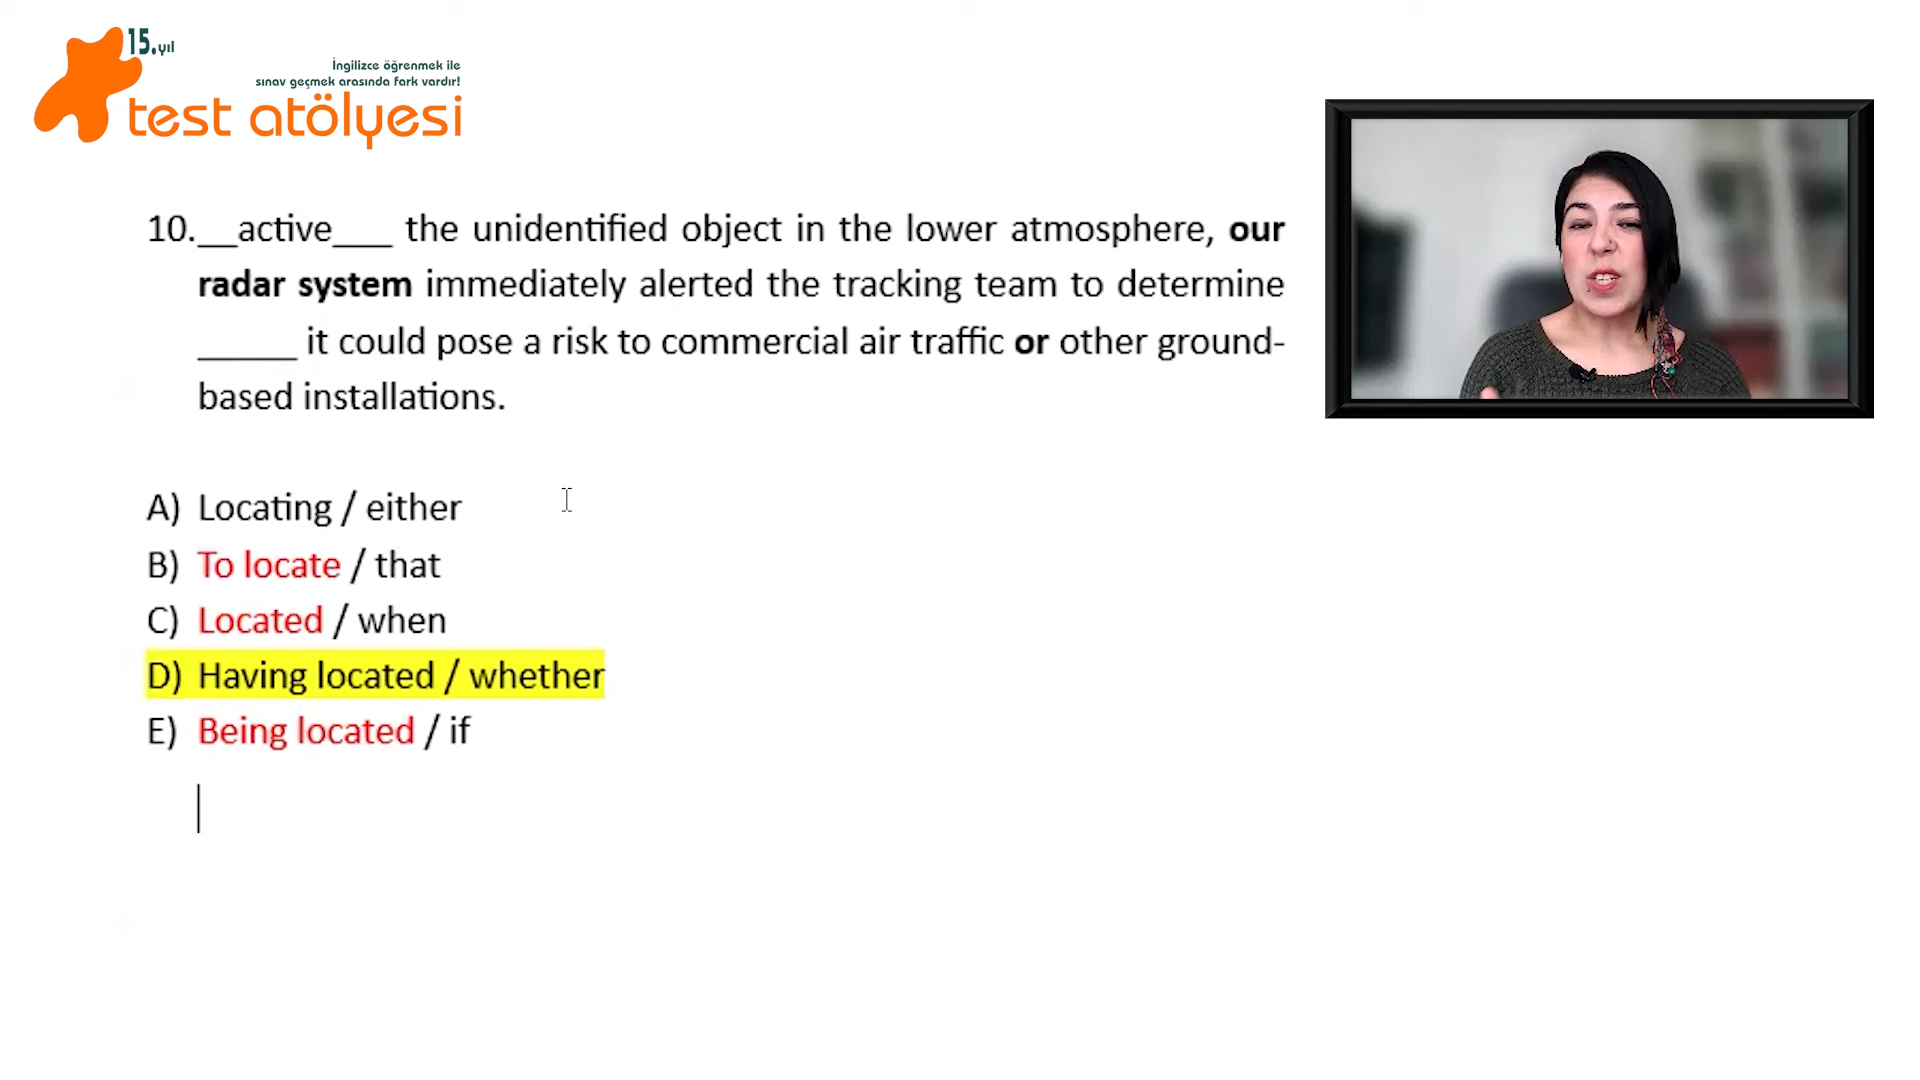 15.yıl
İngilizce öğrenmek ile
sınav geçmek arasında fark vardır!
test atölyesi
10.__active___ the unidentified object in the lower atmosphere, our
radar system immediately alerted the tracking team to determine
_____ it could pose a risk to commercial air traffic or other ground-
based installations.
A) Locating / either
B) To locate / that
C) Located / when
D) Having located / whether
E) Being located / if